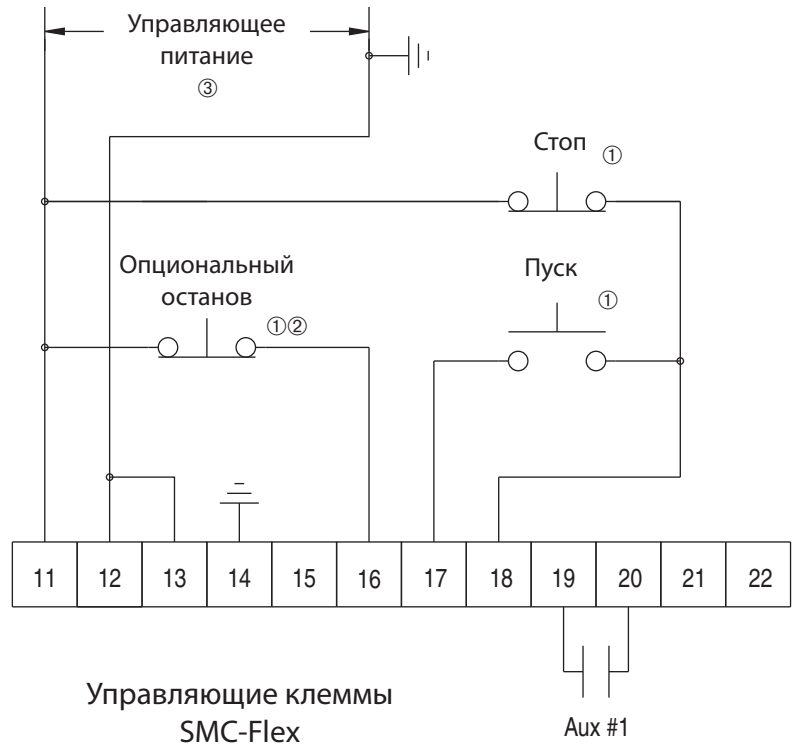 Управляющее
питание
③
Стоп ①
Опциональный
останов
①②
Пуск
①
11 12 13 14 15 16 17 18 19 20 21 22
Управляющие клеммы
SMC-Flex
Aux #1